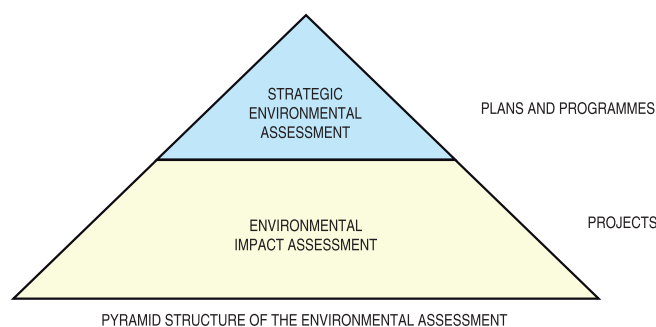 STRATEGIC
ENVIRONMENTAL
ASSESSMENT
PLANS AND PROGRAMMES
ENVIRONMENTAL
IMPACT ASSESSMENT
PROJECTS
PYRAMID STRUCTURE OF THE ENVIRONMENTAL ASSESSMENT